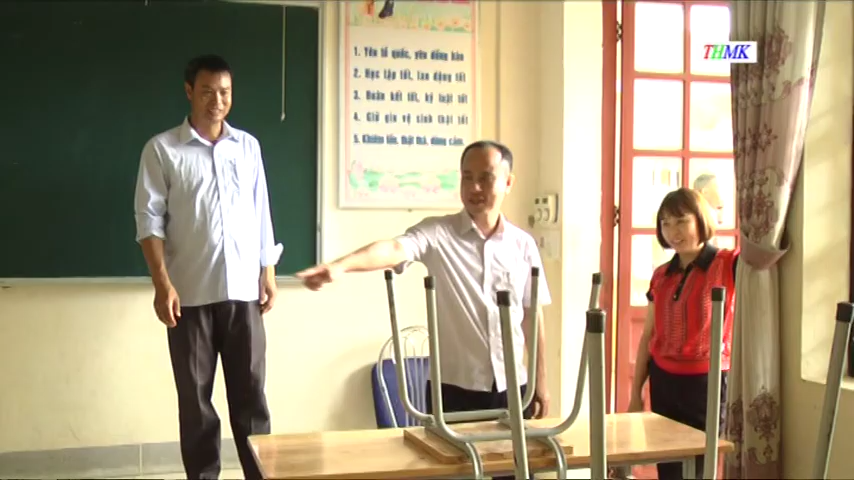 THMK
1. Yêu tổ quốc, yêu đồng bào
2. Học tập tốt, lao động tốt
3. Đoàn kết tốt, kỷ luật tốt
4. Giữ gìn vệ sinh thật tốt
5. Khiêm tốn, thật thà, dũng cảm